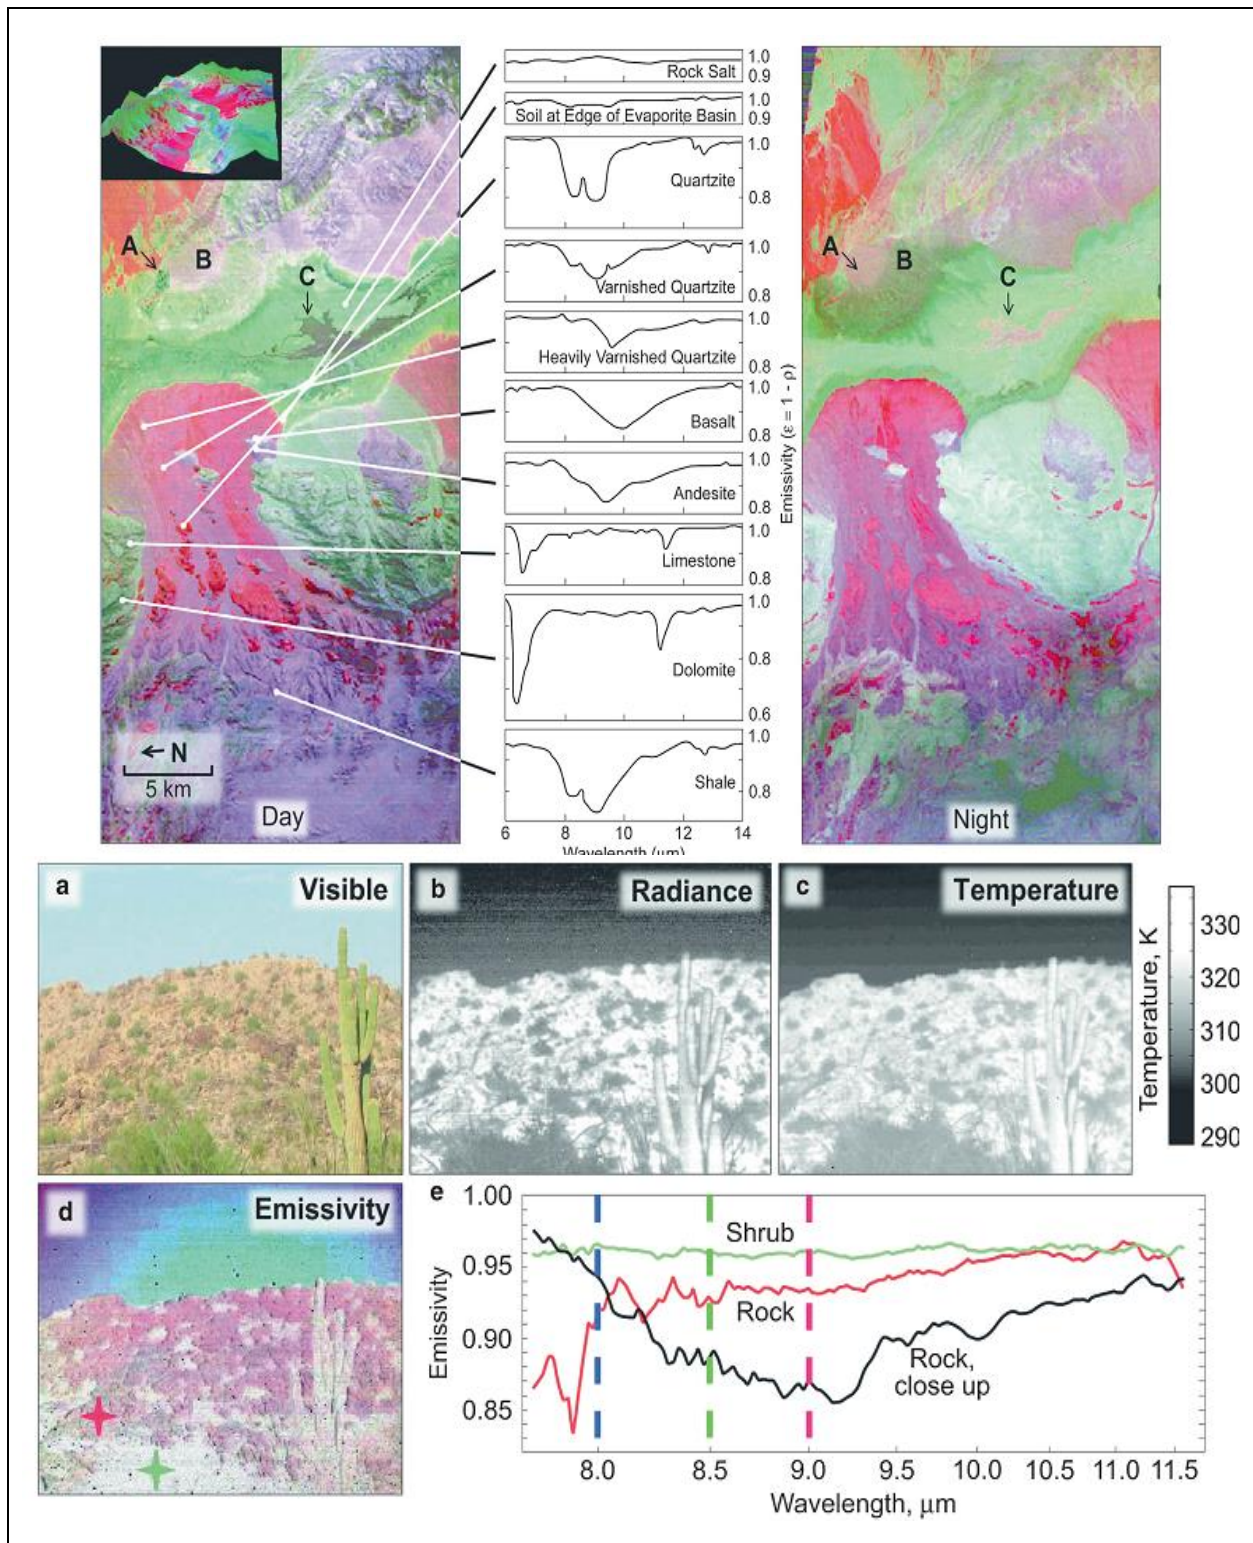 A
B
C
N
5 km
Day
1.0
0.9
Rock Salt
1.0
0.9
Soil at Edge of Evaporite Basin
1.0
0.8
Quartzite
1.0
0.8
Varnished Quartzite
1.0
0.8
Heavily Varnished Quartzite
1.0
0.8
Basalt
1.0
0.8
Andesite
1.0
0.8
Limestone
1.0
0.8
0.6
Dolomite
1.0
0.8
Shale
6 8 10 12 14
Wavelength (µm)
Emissivity (ε = 1 - ρ)
A
B
C
Night
a Visible
b Radiance
c Temperature
Temperature, K
330
320
310
300
290
d Emissivity
e
1.00
0.95
0.90
0.85
Emissivity
Shrub
Rock
Rock,
close up
8.0 8.5 9.0 9.5 10.0 10.5 11.0 11.5
Wavelength, µm